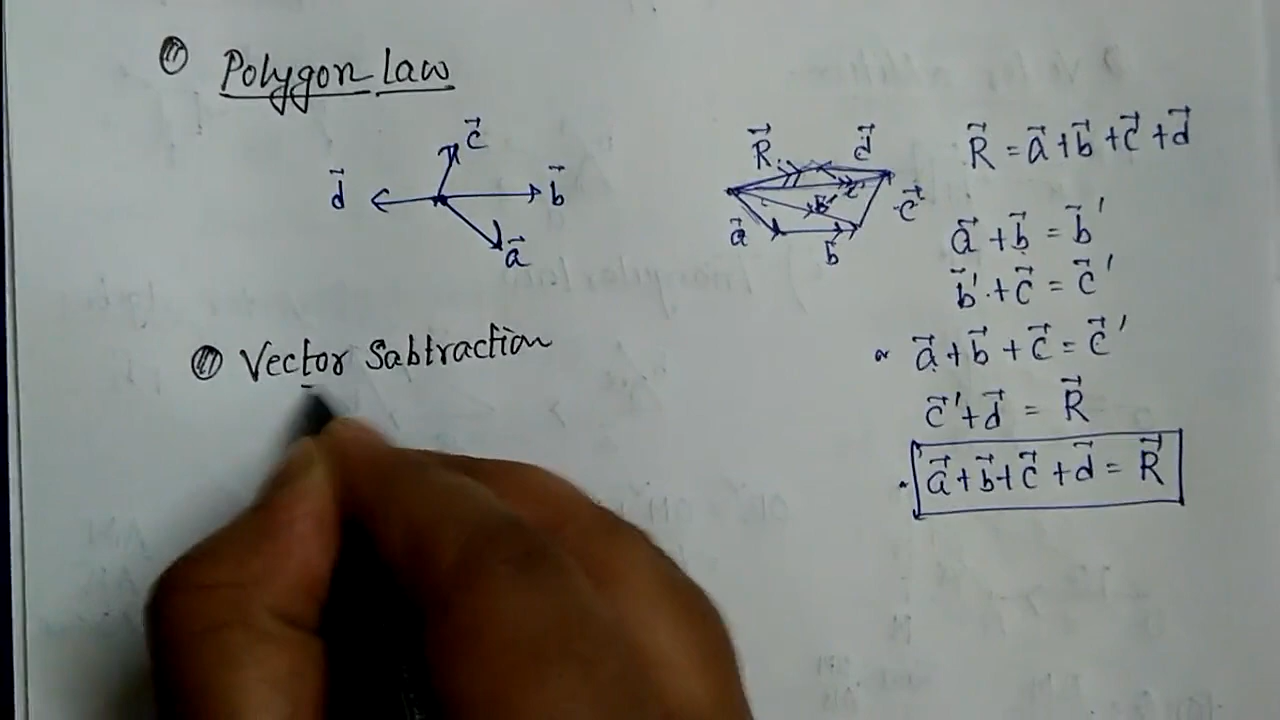 Polygon Law
c⃗
d⃗ b⃗
a⃗
R⃗ d⃗
b⃗' c⃗' c⃗
a⃗ b⃗
R⃗ = a⃗ + b⃗ + c⃗ + d⃗
a⃗ + b⃗ = b⃗'
b⃗' + c⃗ = c⃗'
a⃗ + b⃗ + c⃗ = c⃗'
c⃗' + d⃗ = R⃗
a⃗ + b⃗ + c⃗ + d⃗ = R⃗
Vector Sabtraction